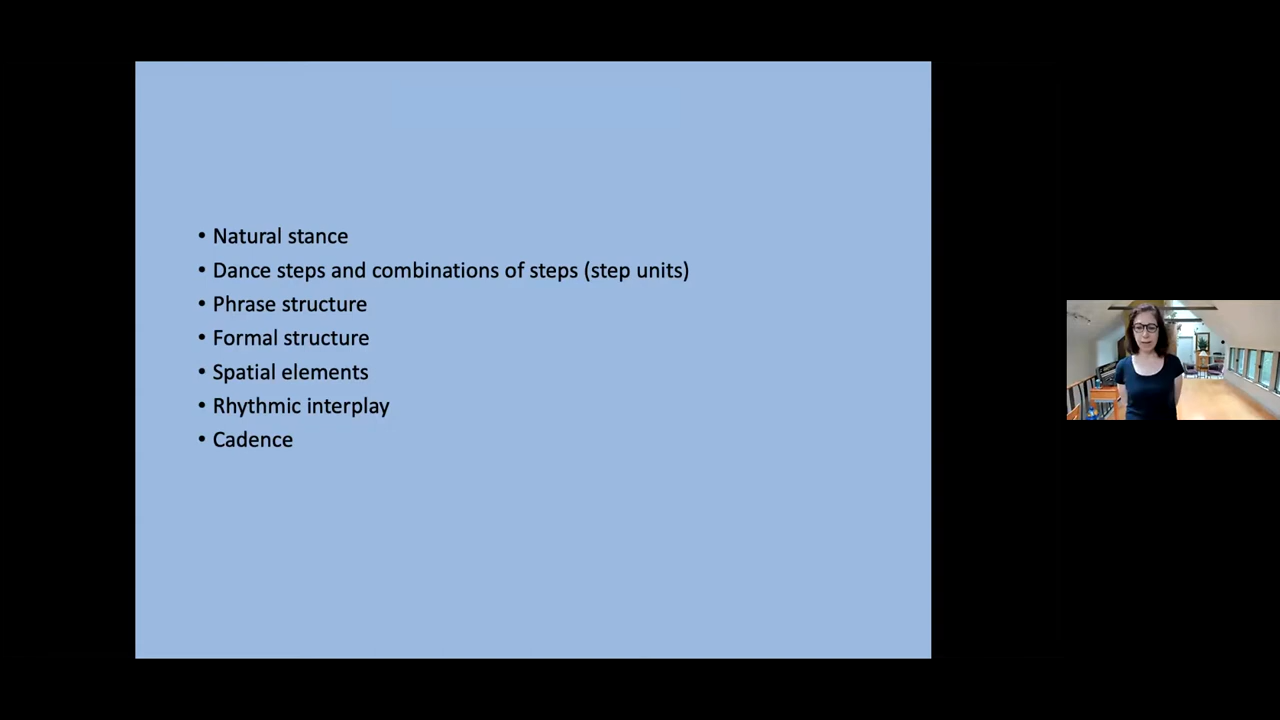 • Natural stance
• Dance steps and combinations of steps (step units)
• Phrase structure
• Formal structure
• Spatial elements
• Rhythmic interplay
• Cadence